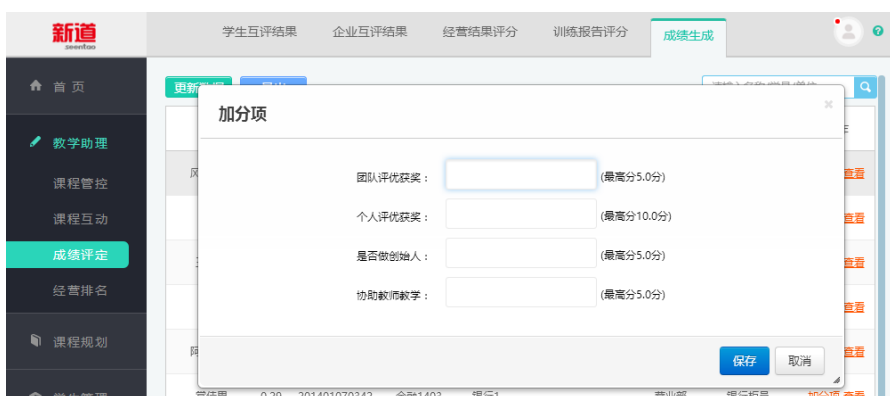 新道
seentao
学生互评结果 企业互评结果 经营结果评分 训练报告评分 成绩生成
首页
教学助理
课程管控
课程互动
成绩评定
经营排名
课程规划
加分项
团队评优获奖： (最高分5.0分)
个人评优获奖： (最高分10.0分)
是否做创始人： (最高分5.0分)
协助教师教学： (最高分5.0分)
保存 取消
查看
查看
查看
查看
查看